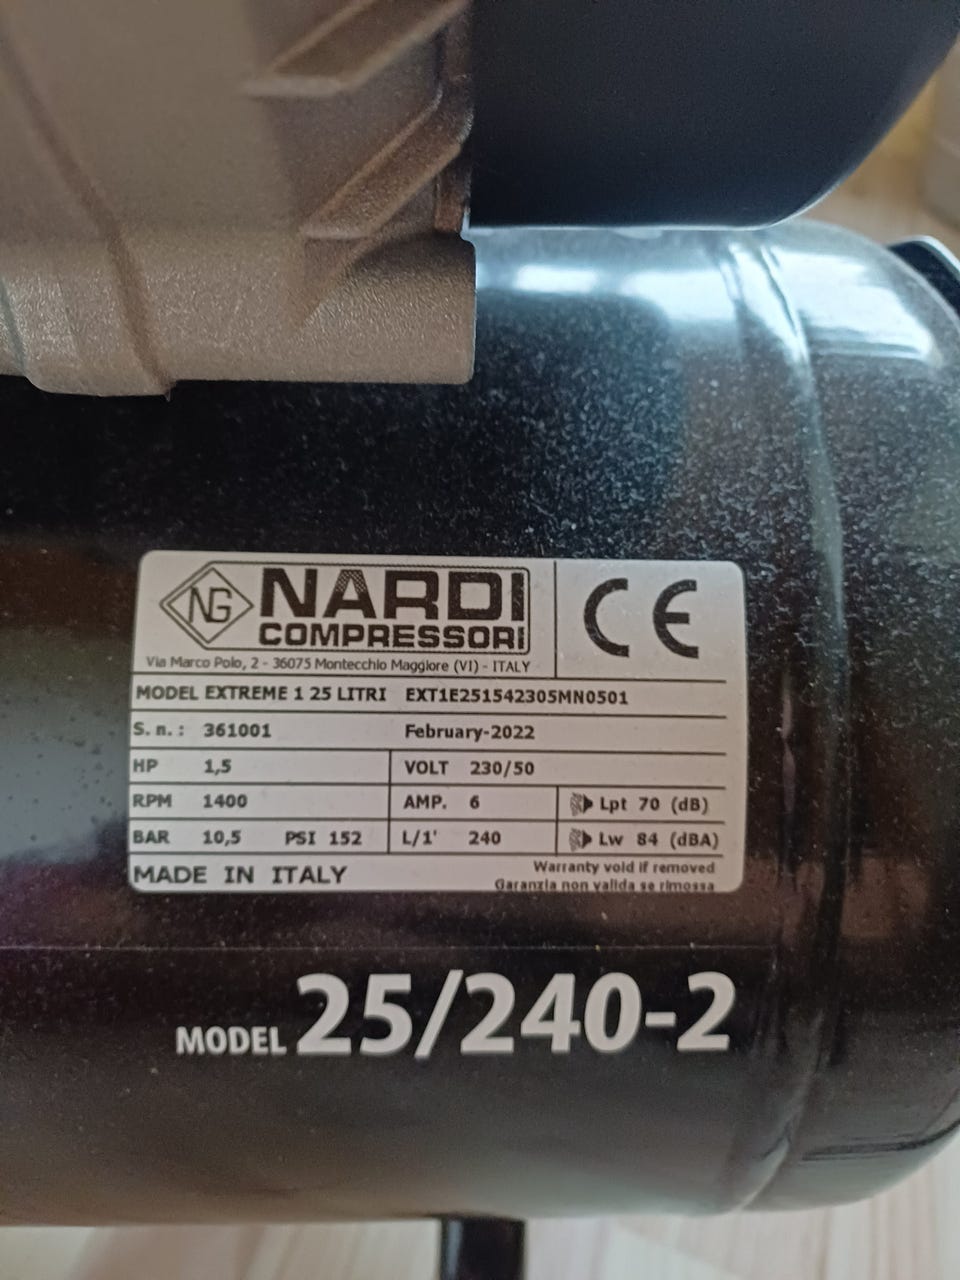 NG NARDI
COMPRESSORI
CE
Via Marco Polo, 2 - 36075 Montecchio Maggiore (VI) - ITALY
MODEL EXTREME 1 25 LITRI EXT1E251542305MN0501
S.n.: 361001 February-2022
HP 1,5 VOLT 230/50
RPM 1400 AMP. 6 Lpt 70 (dB)
BAR 10,5 PSI 152 L/1' 240 Lw 84 (dBA)
MADE IN ITALY Warranty void if removed
Garanzia non valida se rimossa
MODEL 25/240-2